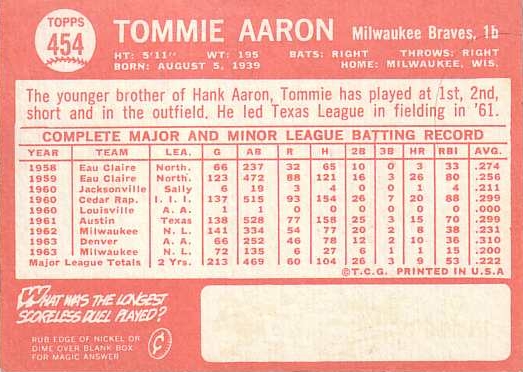 TOPPS
454
TOMMIE AARON Milwaukee Braves, 1b
HT: 5'11" WT: 195 BATS: RIGHT THROWS: RIGHT
BORN: AUGUST 5, 1939 HOME: MILWAUKEE, WIS.
The younger brother of Hank Aaron, Tommie has played at 1st, 2nd,
short and in the outfield. He led Texas League in fielding in '61.
COMPLETE MAJOR AND MINOR LEAGUE BATTING RECORD
YEAR TEAM LEA. G AB R H 2B 3B HR RBI AVG.
1958 Eau Claire North. 66 237 32 65 10 0 3 33 .274
1959 Eau Claire North. 123 472 88 121 16 3 26 80 .256
1960 Jacksonville Sally 6 19 3 4 0 0 1 4 .211
1960 Cedar Rap. I. I. I. 137 515 93 154 26 7 20 88 .299
1960 Louisville A. A. 1 0 0 0 0 0 0 0 .000
1961 Austin Texas 138 528 77 158 25 3 15 70 .299
1962 Milwaukee N. L. 141 334 54 77 20 2 8 38 .231
1963 Denver A. A. 66 252 46 78 12 2 10 36 .310
1963 Milwaukee N. L. 72 135 6 27 6 1 1 15 .200
Major League Totals 2 Yrs. 213 469 60 104 26 3 9 53 .222
©T.C.G. PRINTED IN U.S.A
WHAT WAS THE LONGEST
SCORELESS DUEL PLAYED?
RUB EDGE OF NICKEL OR
DIME OVER BLANK BOX
FOR MAGIC ANSWER